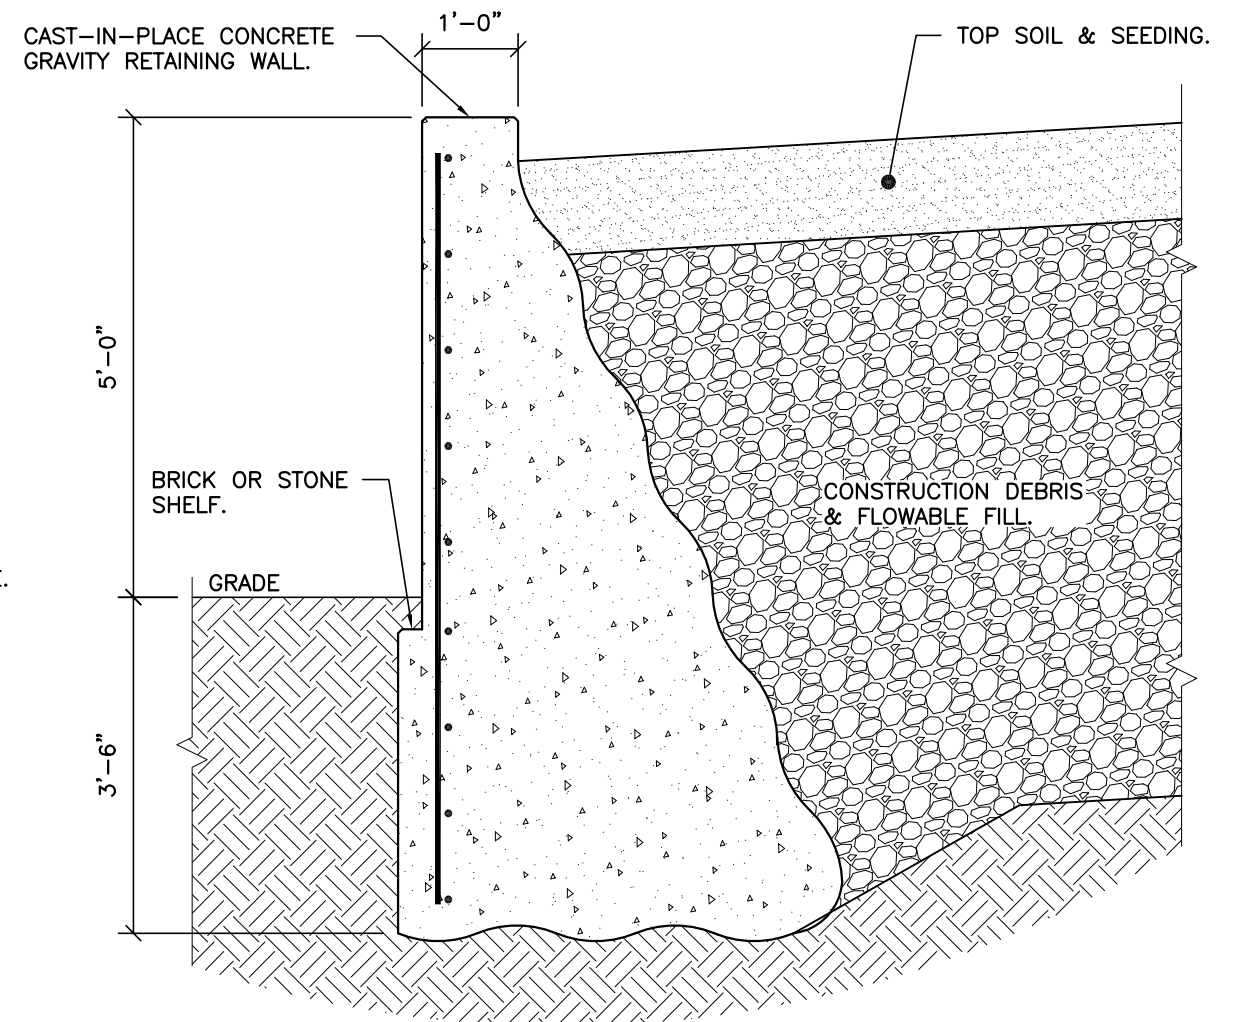 1'-0"
CAST-IN-PLACE CONCRETE
GRAVITY RETAINING WALL.
TOP SOIL & SEEDING.
5'-0"
BRICK OR STONE
SHELF.
CONSTRUCTION DEBRIS
& FLOWABLE FILL.
GRADE
3'-6"